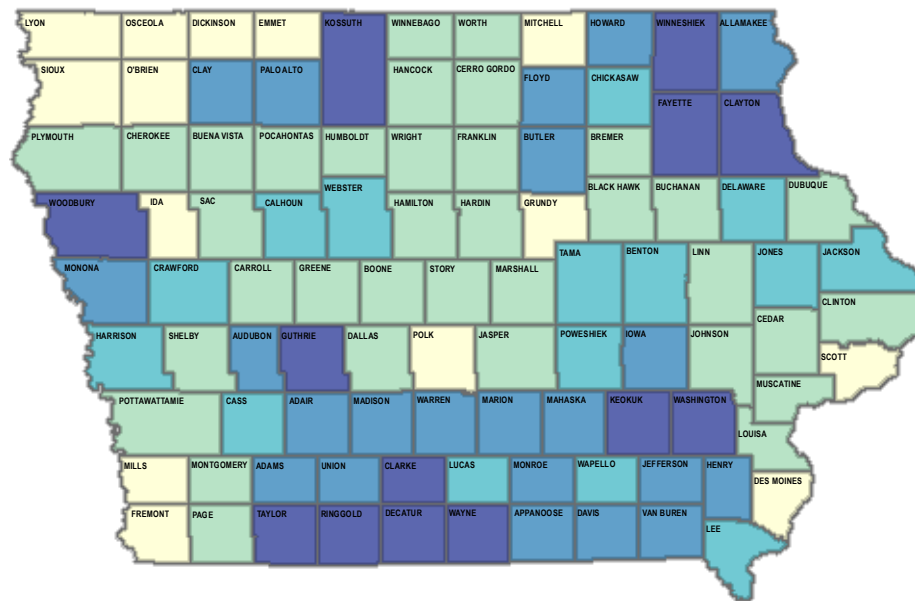 LYON OSCEOLA DICKINSON EMMET KOSSUTH WINNEBAGO WORTH MITCHELL HOWARD WINNESHIEK ALLAMAKEE
SIOUX O'BRIEN CLAY PALO ALTO HANCOCK CERRO GORDO FLOYD CHICKASAW
FAYETTE CLAYTON
PLYMOUTH CHEROKEE BUENA VISTA POCAHONTAS HUMBOLDT WRIGHT FRANKLIN BUTLER BREMER
WOODBURY IDA SAC CALHOUN WEBSTER HAMILTON HARDIN GRUNDY BLACK HAWK BUCHANAN DELAWARE DUBUQUE
MONONA CRAWFORD CARROLL GREENE BOONE STORY MARSHALL TAMA BENTON LINN JONES JACKSON
CLINTON
CEDAR
HARRISON SHELBY AUDUBON GUTHRIE DALLAS POLK JASPER POWESHIEK IOWA JOHNSON SCOTT
MUSCATINE
POTTAWATTAMIE CASS ADAIR MADISON WARREN MARION MAHASKA KEOKUK WASHINGTON
LOUISA
MILLS MONTGOMERY ADAMS UNION CLARKE LUCAS MONROE WAPELLO JEFFERSON HENRY DES MOINES
FREMONT PAGE TAYLOR RINGGOLD DECATUR WAYNE APPANOOSE DAVIS VAN BUREN
LEE